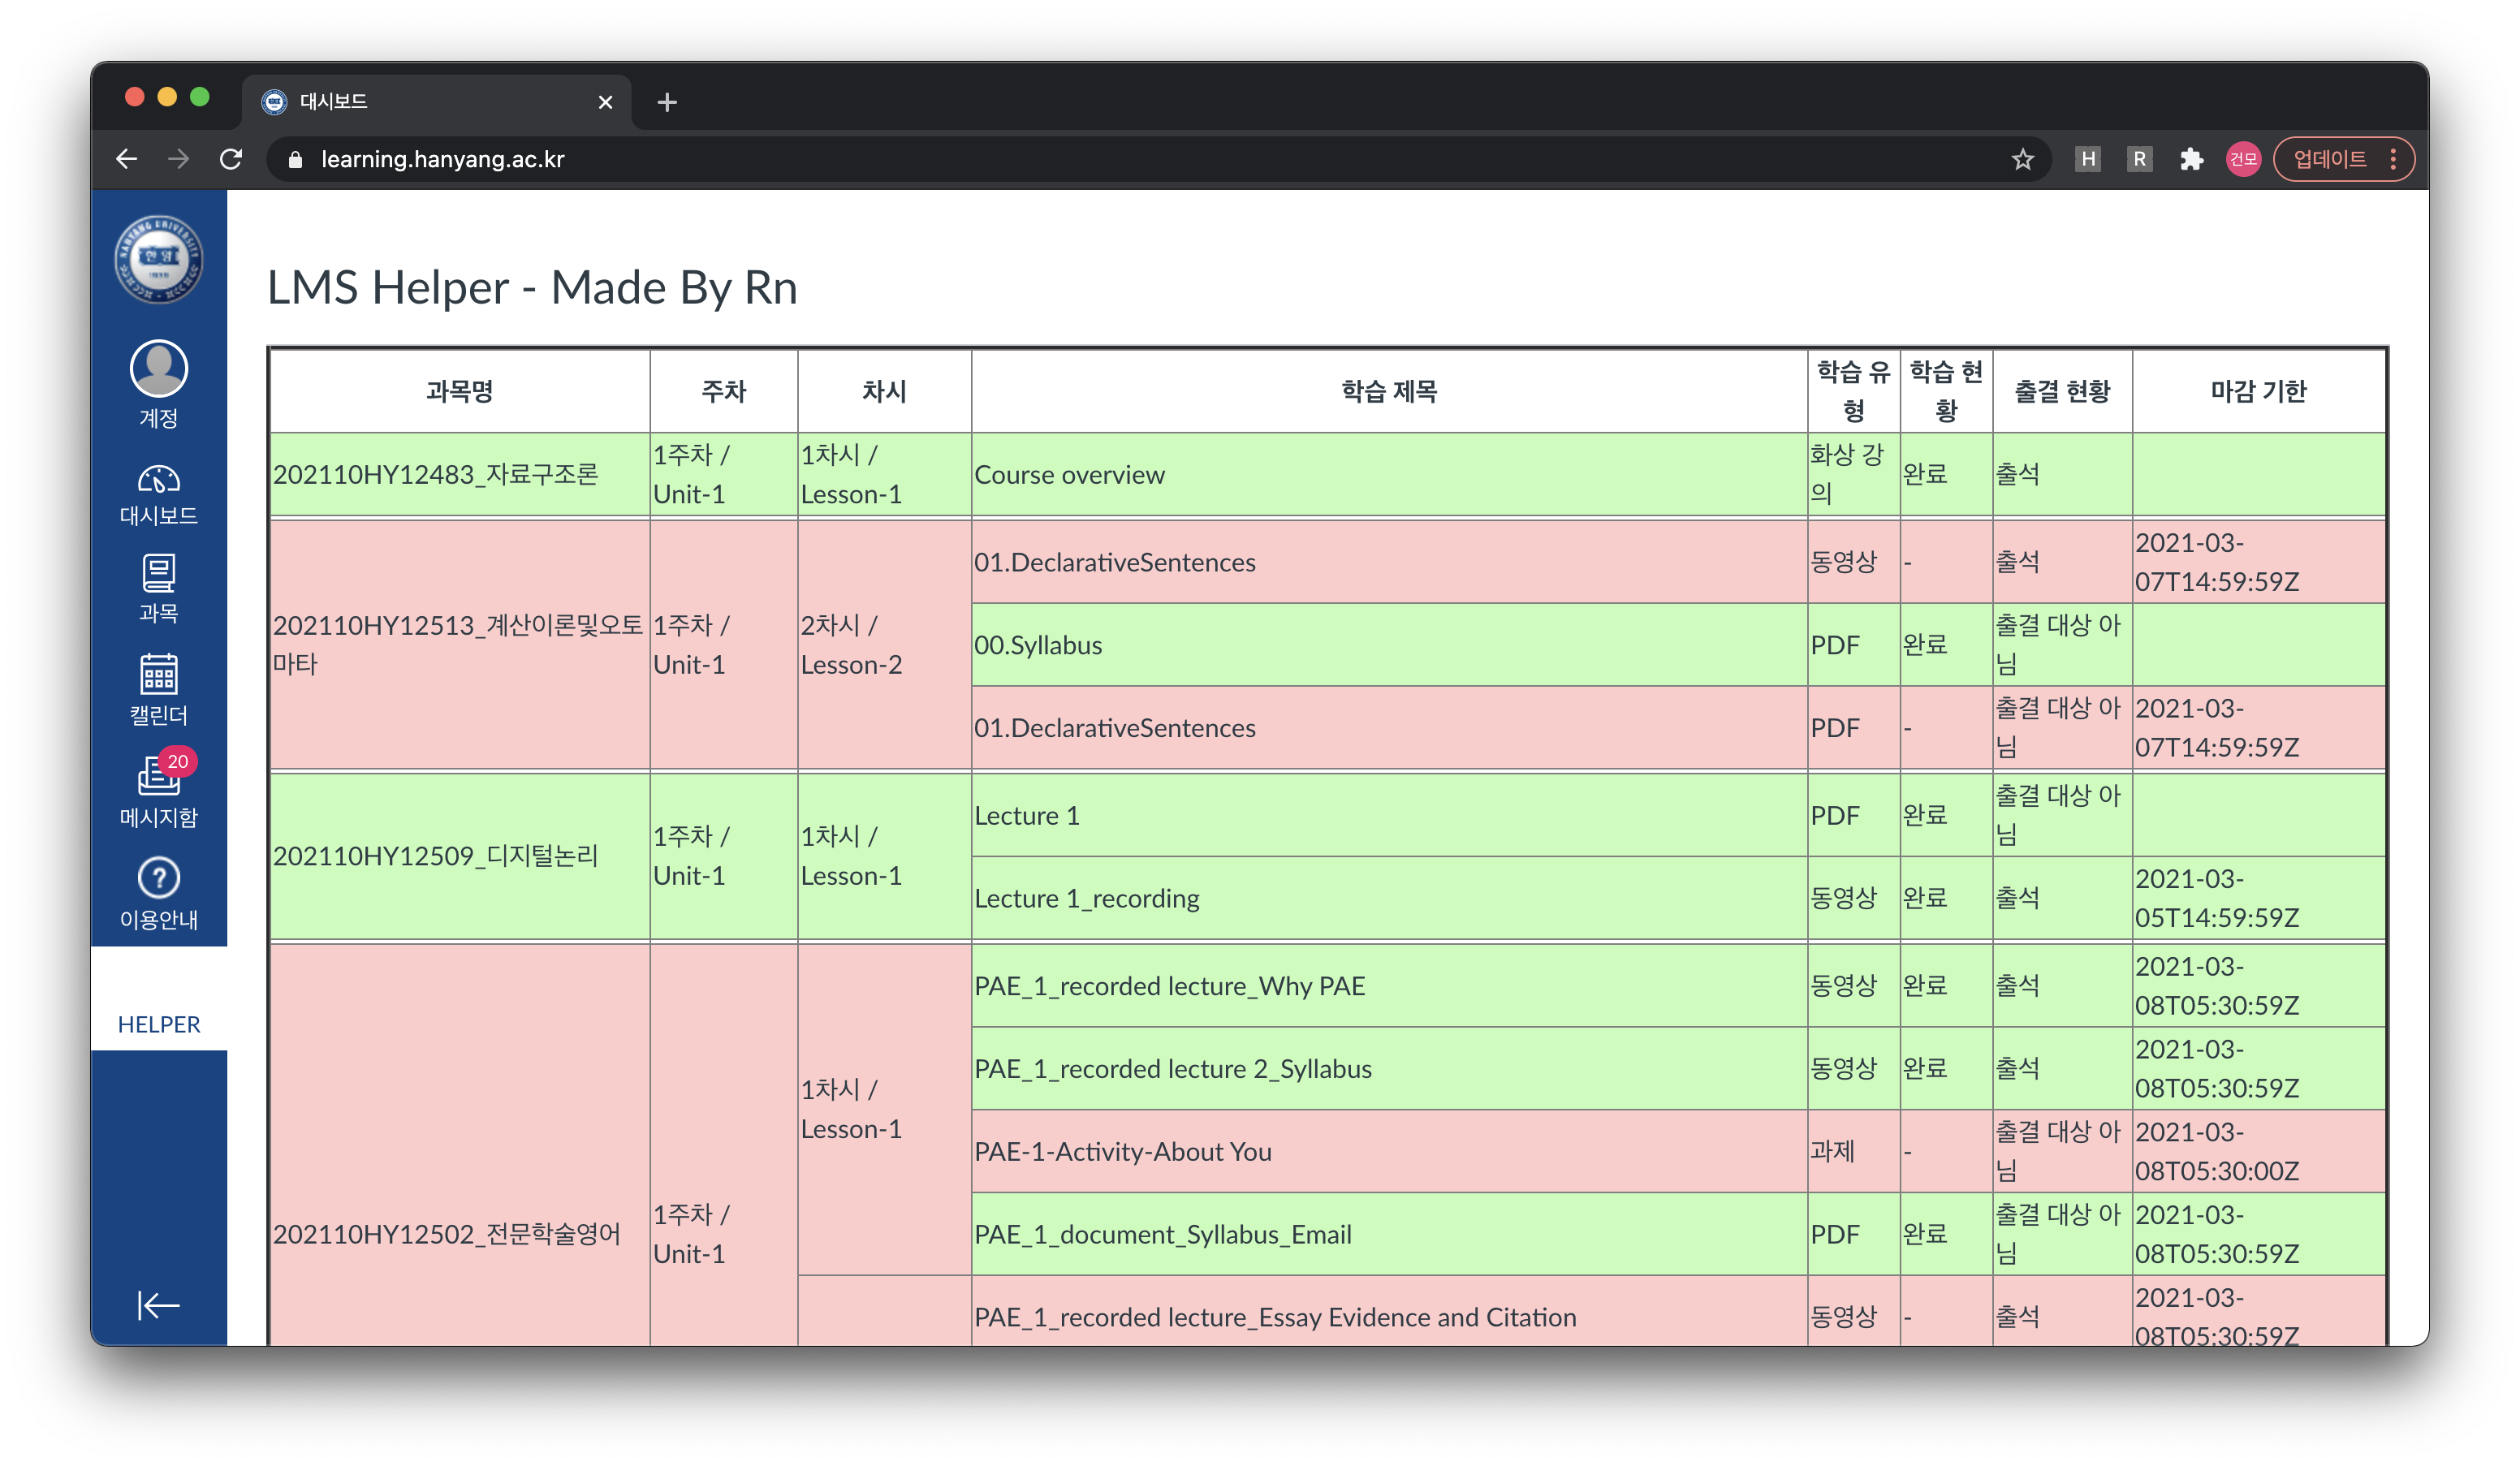 대시보드
learning.hanyang.ac.kr
H
R
건모
업데이트
HANYANG UNIVERSITY
한양
계정
대시보드
과목
캘린더
20
메시지함
?
이용안내
HELPER
LMS Helper - Made By Rn
과목명
주차
차시
학습 제목
학습 유
형
학습 현
황
출결 현황
마감 기한
202110HY12483_자료구조론
1주차 /
Unit-1
1차시 /
Lesson-1
Course overview
화상 강
의
완료
출석
202110HY12513_계산이론및오토
마타
1주차 /
Unit-1
2차시 /
Lesson-2
01.DeclarativeSentences
동영상
-
출석
2021-03-
07T14:59:59Z
00.Syllabus
PDF
완료
출결 대상 아
님
01.DeclarativeSentences
PDF
-
출결 대상 아
님
2021-03-
07T14:59:59Z
202110HY12509_디지털논리
1주차 /
Unit-1
1차시 /
Lesson-1
Lecture 1
PDF
완료
출결 대상 아
님
Lecture 1_recording
동영상
완료
출석
2021-03-
05T14:59:59Z
202110HY12502_전문학술영어
1주차 /
Unit-1
1차시 /
Lesson-1
PAE_1_recorded lecture_Why PAE
동영상
완료
출석
2021-03-
08T05:30:59Z
PAE_1_recorded lecture 2_Syllabus
동영상
완료
출석
2021-03-
08T05:30:59Z
PAE-1-Activity-About You
과제
-
출결 대상 아
님
2021-03-
08T05:30:00Z
PAE_1_document_Syllabus_Email
PDF
완료
출결 대상 아
님
2021-03-
08T05:30:59Z
PAE_1_recorded lecture_Essay Evidence and Citation
동영상
-
출석
2021-03-
08T05:30:59Z